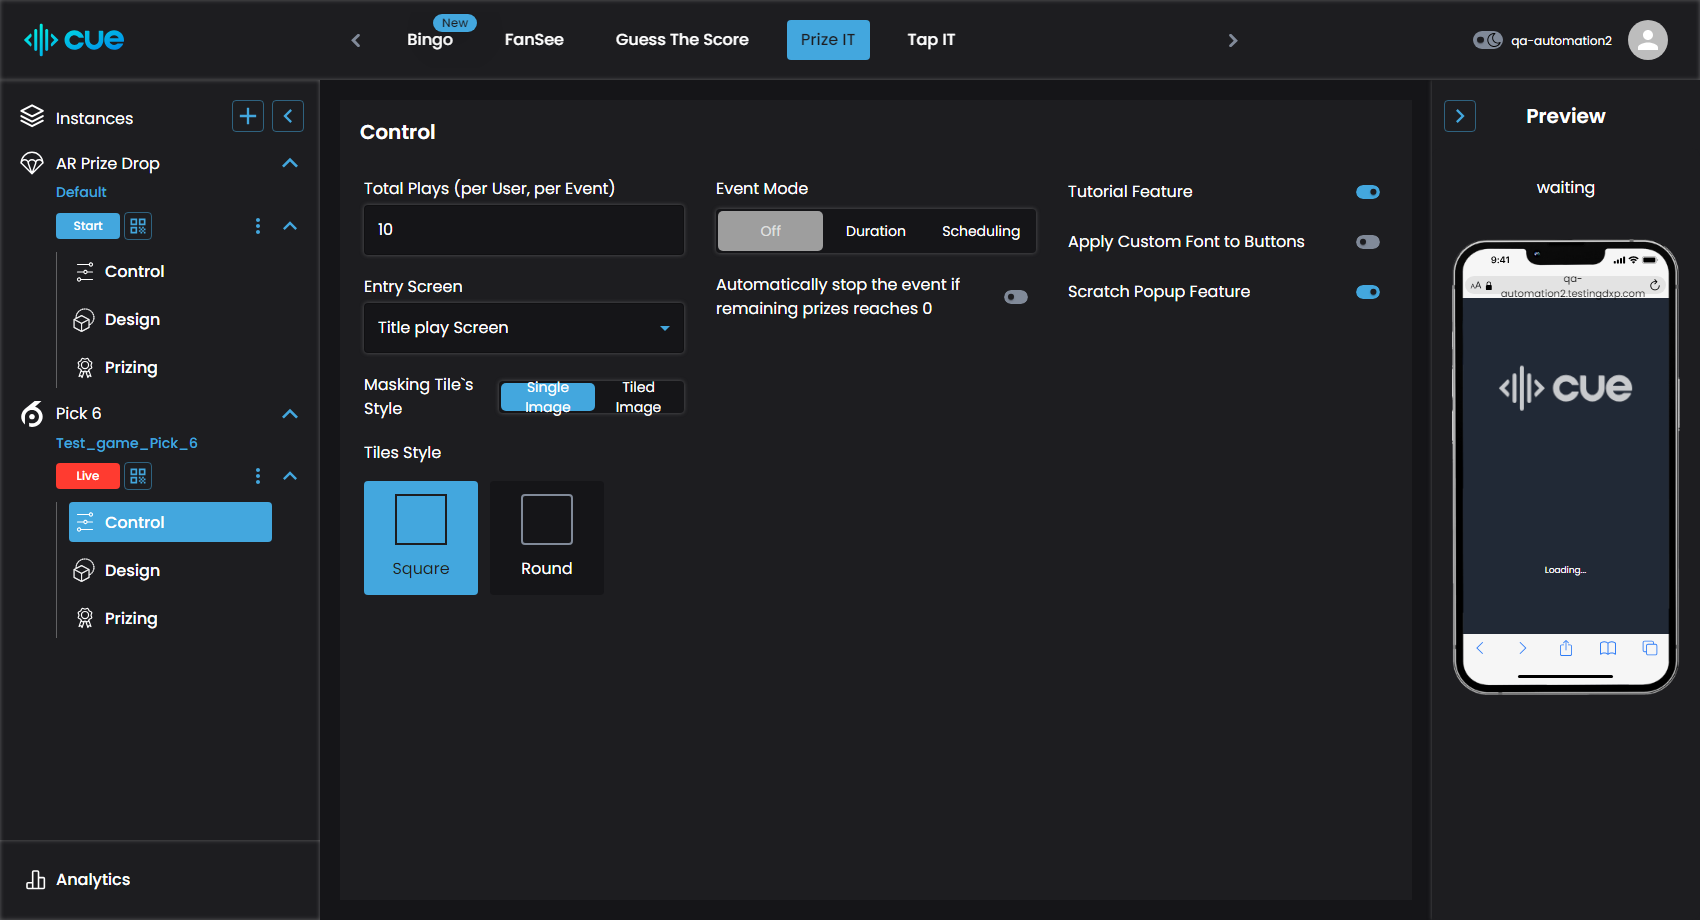 cue
New
Bingo
FanSee
Guess The Score
Prize IT
Tap IT
qa-automation2
Instances
AR Prize Drop
Default
Start
Control
Design
Prizing
Pick 6
Test_game_Pick_6
Live
Control
Design
Prizing
Analytics
Control
Total Plays (per User, per Event)
10
Entry Screen
Title play Screen
Masking Tile`s
Style
Single
Image
Tiled
Image
Tiles Style
Square
Round
Event Mode
Off
Duration
Scheduling
Automatically stop the event if
remaining prizes reaches 0
Tutorial Feature
Apply Custom Font to Buttons
Scratch Popup Feature
Preview
waiting
9:41
AA
qa-
automation2.testingdxp.com
cue
Loading...